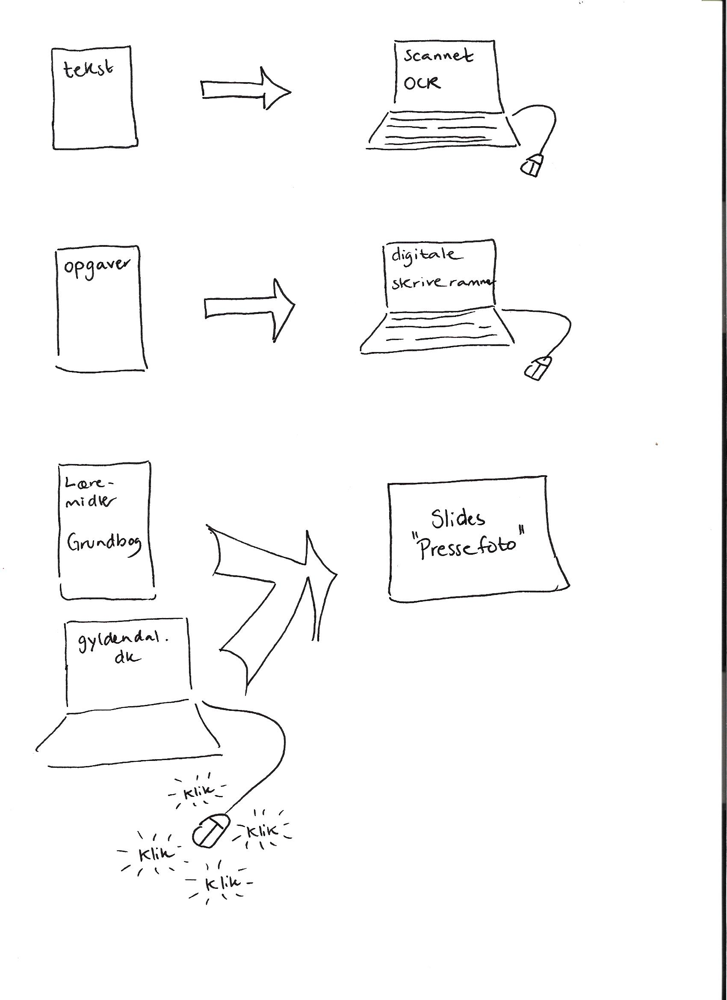 tekst
scannet
OCR
opgaver
digitale
skriverammer
Lære-
midler
Grundbog
Slides
"Pressefoto"
gyldendal.
dk
Klik
Klik
Klik
Klik